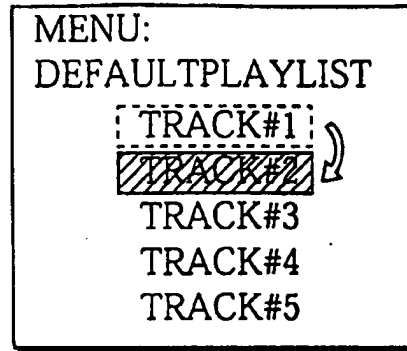 MENU:
DEFAULTPLAYLIST
TRACK#1
TRACK#2
TRACK#3
TRACK#4
TRACK#5